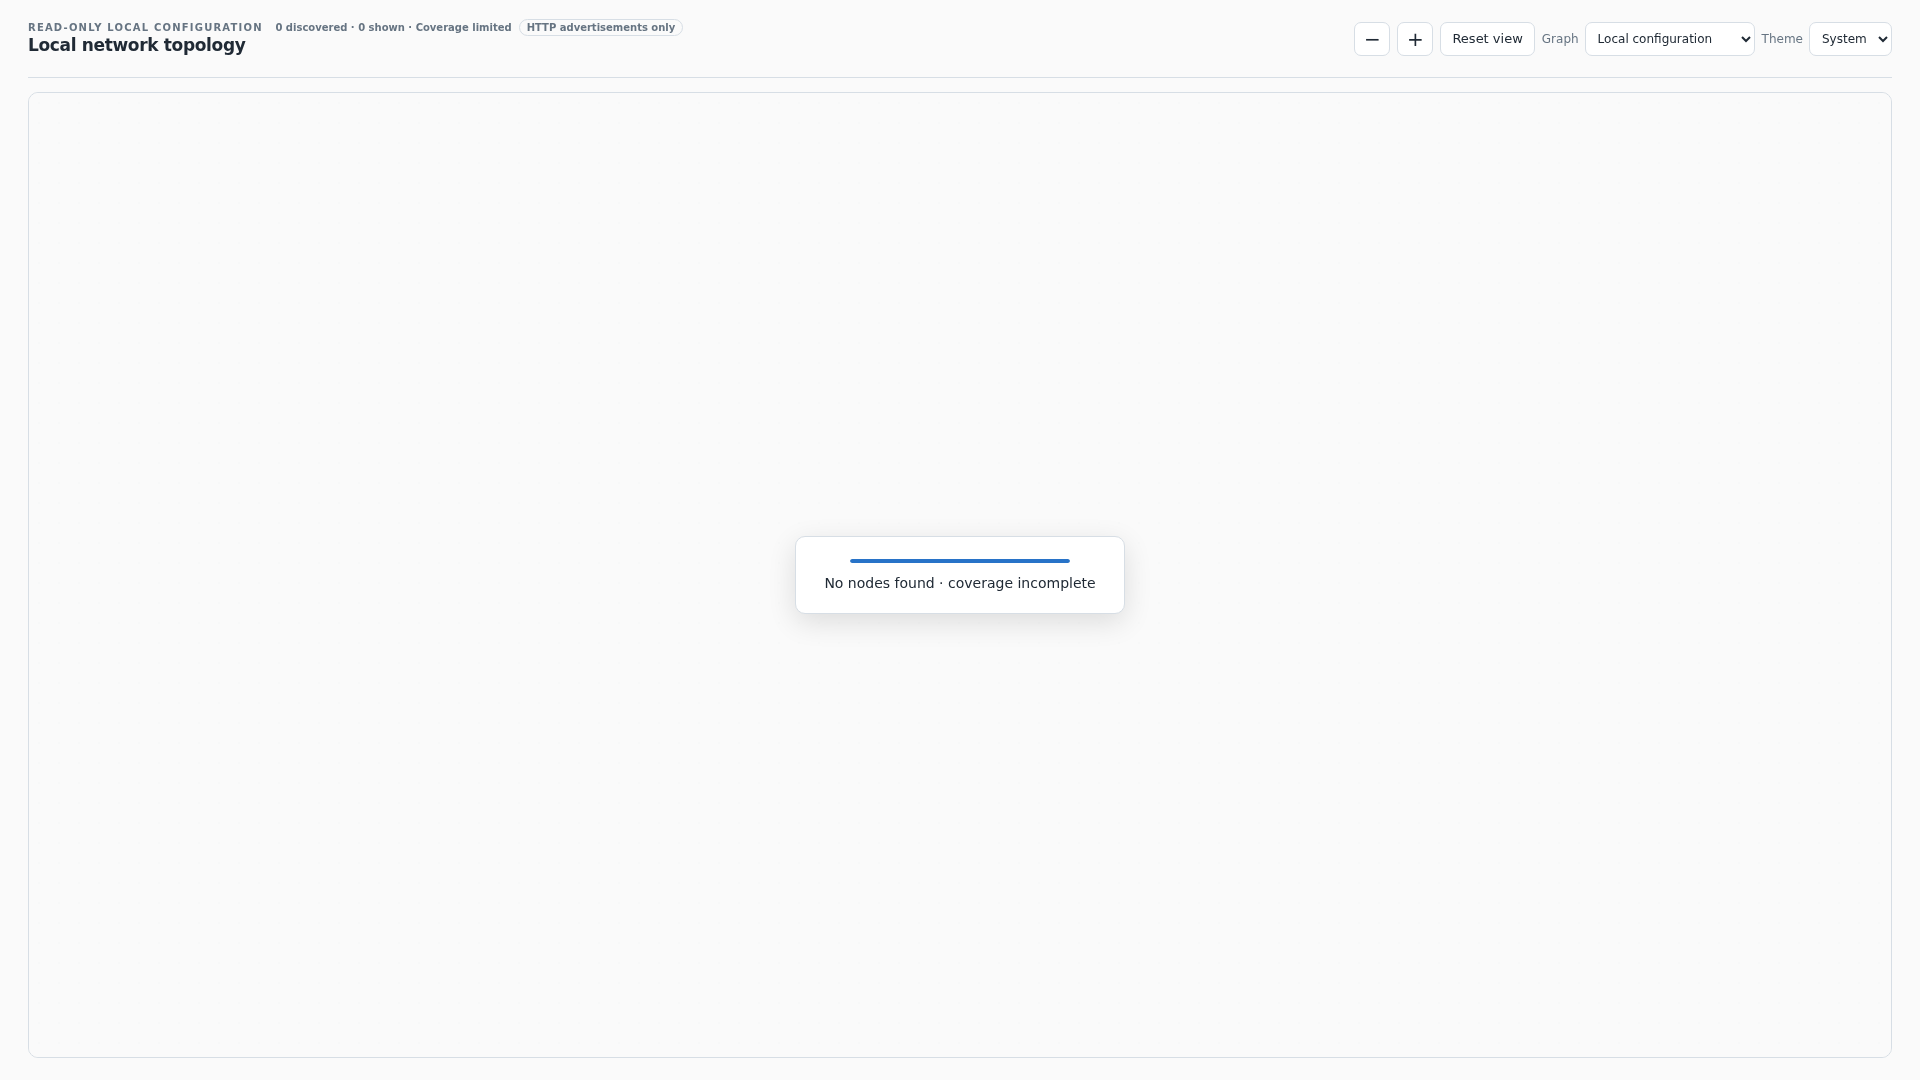 READ-ONLY LOCAL CONFIGURATION 0 discovered · 0 shown · Coverage limited HTTP advertisements only
Local network topology
− + Reset view Graph Local configuration Theme System
No nodes found · coverage incomplete